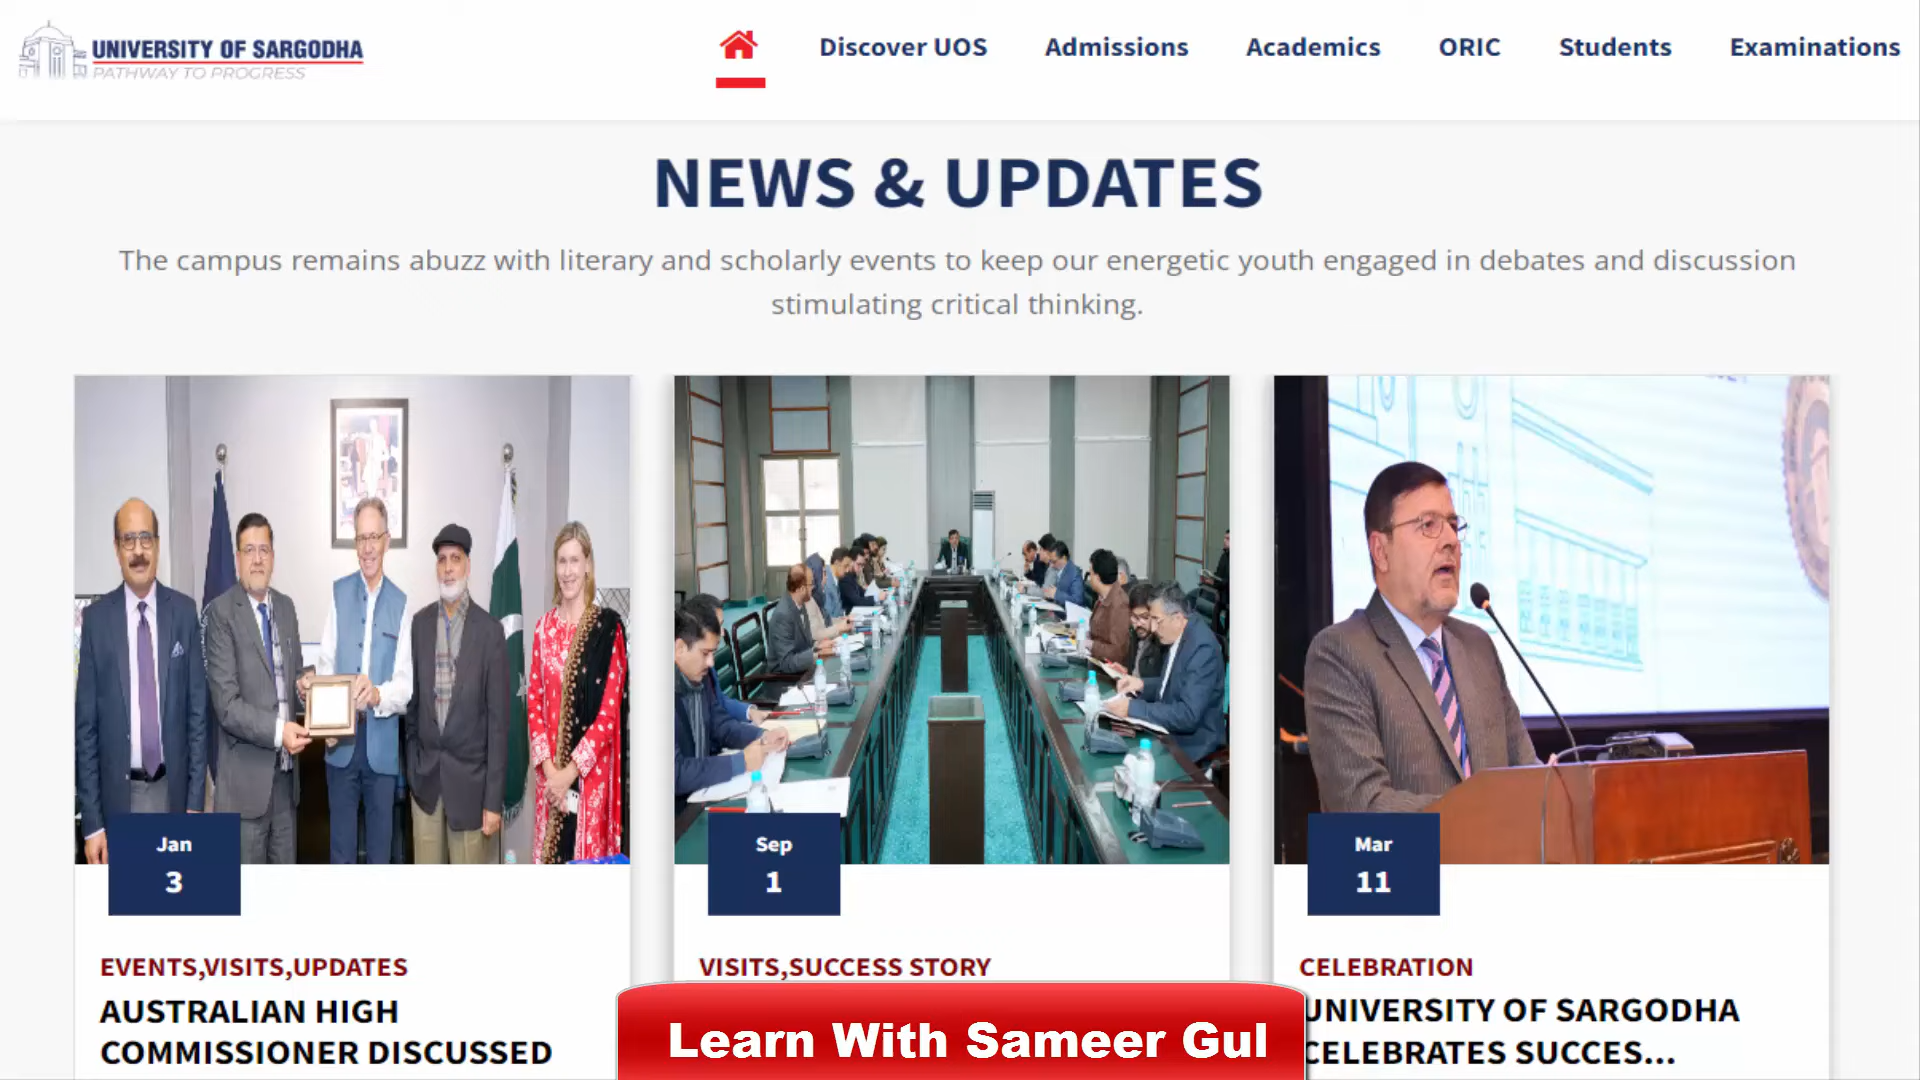 UNIVERSITY OF SARGODHA
PATHWAY TO PROGRESS
Discover UOS
Admissions
Academics
ORIC
Students
Examinations
NEWS & UPDATES
The campus remains abuzz with literary and scholarly events to keep our energetic youth engaged in debates and discussion
stimulating critical thinking.
Jan
3
EVENTS,VISITS,UPDATES
AUSTRALIAN HIGH
COMMISSIONER DISCUSSED
Sep
1
VISITS,SUCCESS STORY
Mar
11
CELEBRATION
UNIVERSITY OF SARGODHA
CELEBRATES SUCCES...
Learn With Sameer Gul